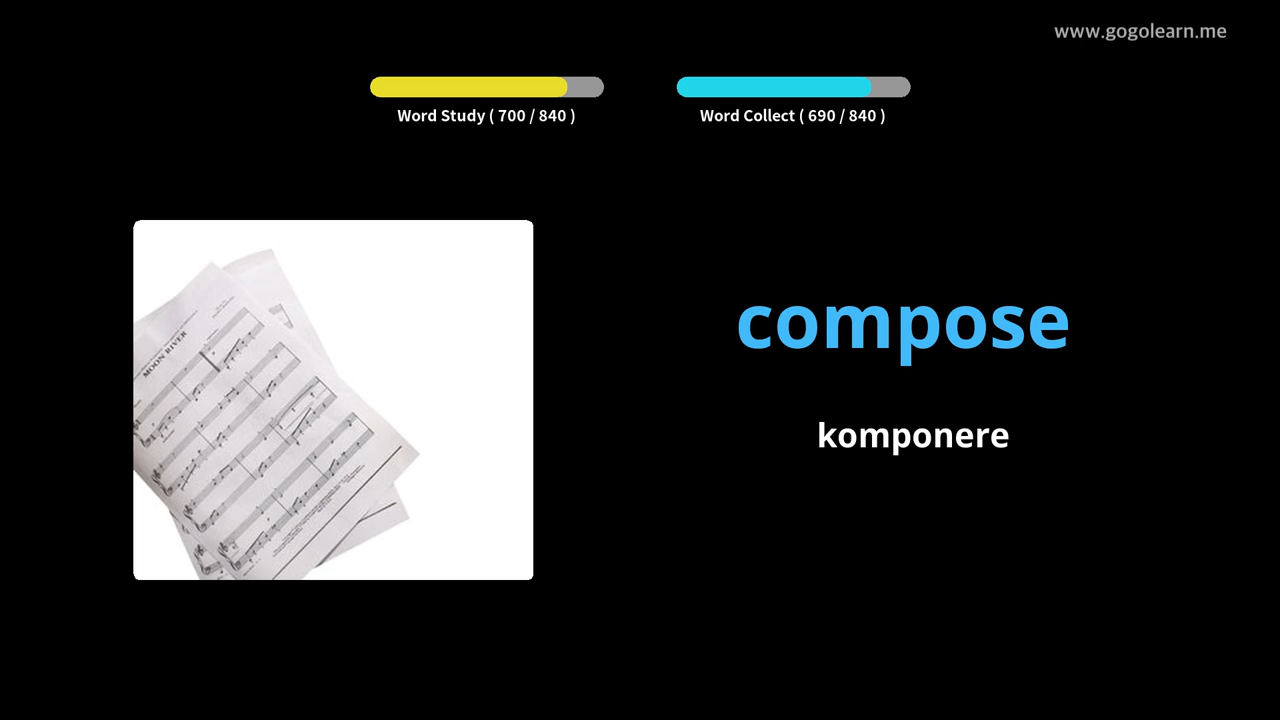 www.gogolearn.me
Word Study ( 700 / 840 )
Word Collect ( 690 / 840 )
MOON RIVER
compose
komponere